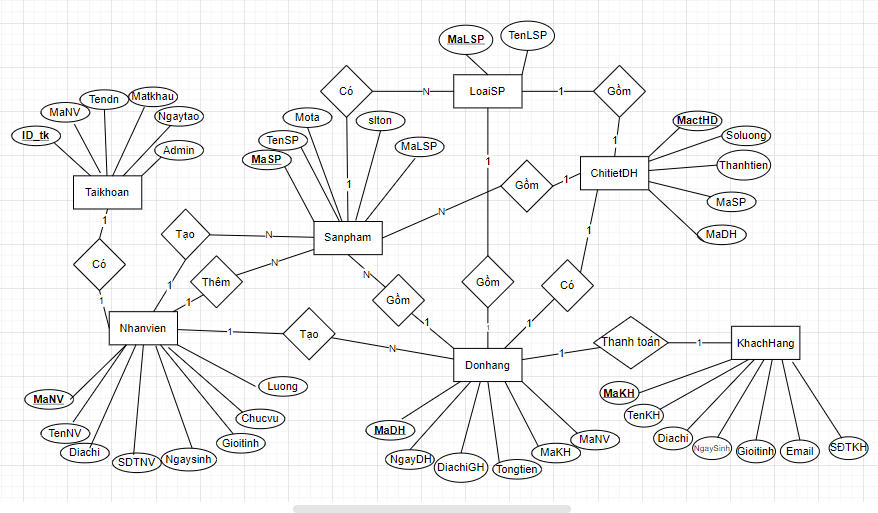 MaLSP
TenLSP
Có
N
LoaiSP
1
Gồm
Tendn
Matkhau
MaNV
Ngaytao
ID_tk
Admin
Mota
slton
TenSP
MaSP
MaLSP
1
1
1
MactHD
Soluong
Thanhtien
MaSP
MaDH
ChitietDH
Gồm
1
N
Taikhoan
1
Có
1
Tạo
N
1
Sanpham
Thêm
N
1
N
Gồm
1
Gồm
1
Có
1
1
Nhanvien
1
Tạo
N
Donhang
1
Thanh toán
1
KhachHang
MaNV
TenNV
Diachi
SDTNV
Ngaysinh
Gioitinh
Chucvu
Luong
MaDH
NgayDH
DiachiGH
Tongtien
MaKH
MaNV
MaKH
TenKH
Diachi
NgaySinh
Gioitinh
Email
SĐTKH